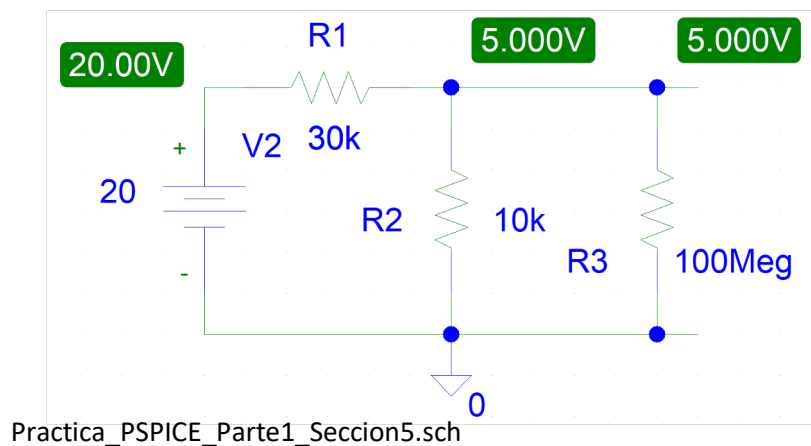 R1
20.00V
5.000V
5.000V
+
V2
30k
20
R2
10k
R3
100Meg
-
0
Practica_PSPICE_Parte1_Seccion5.sch